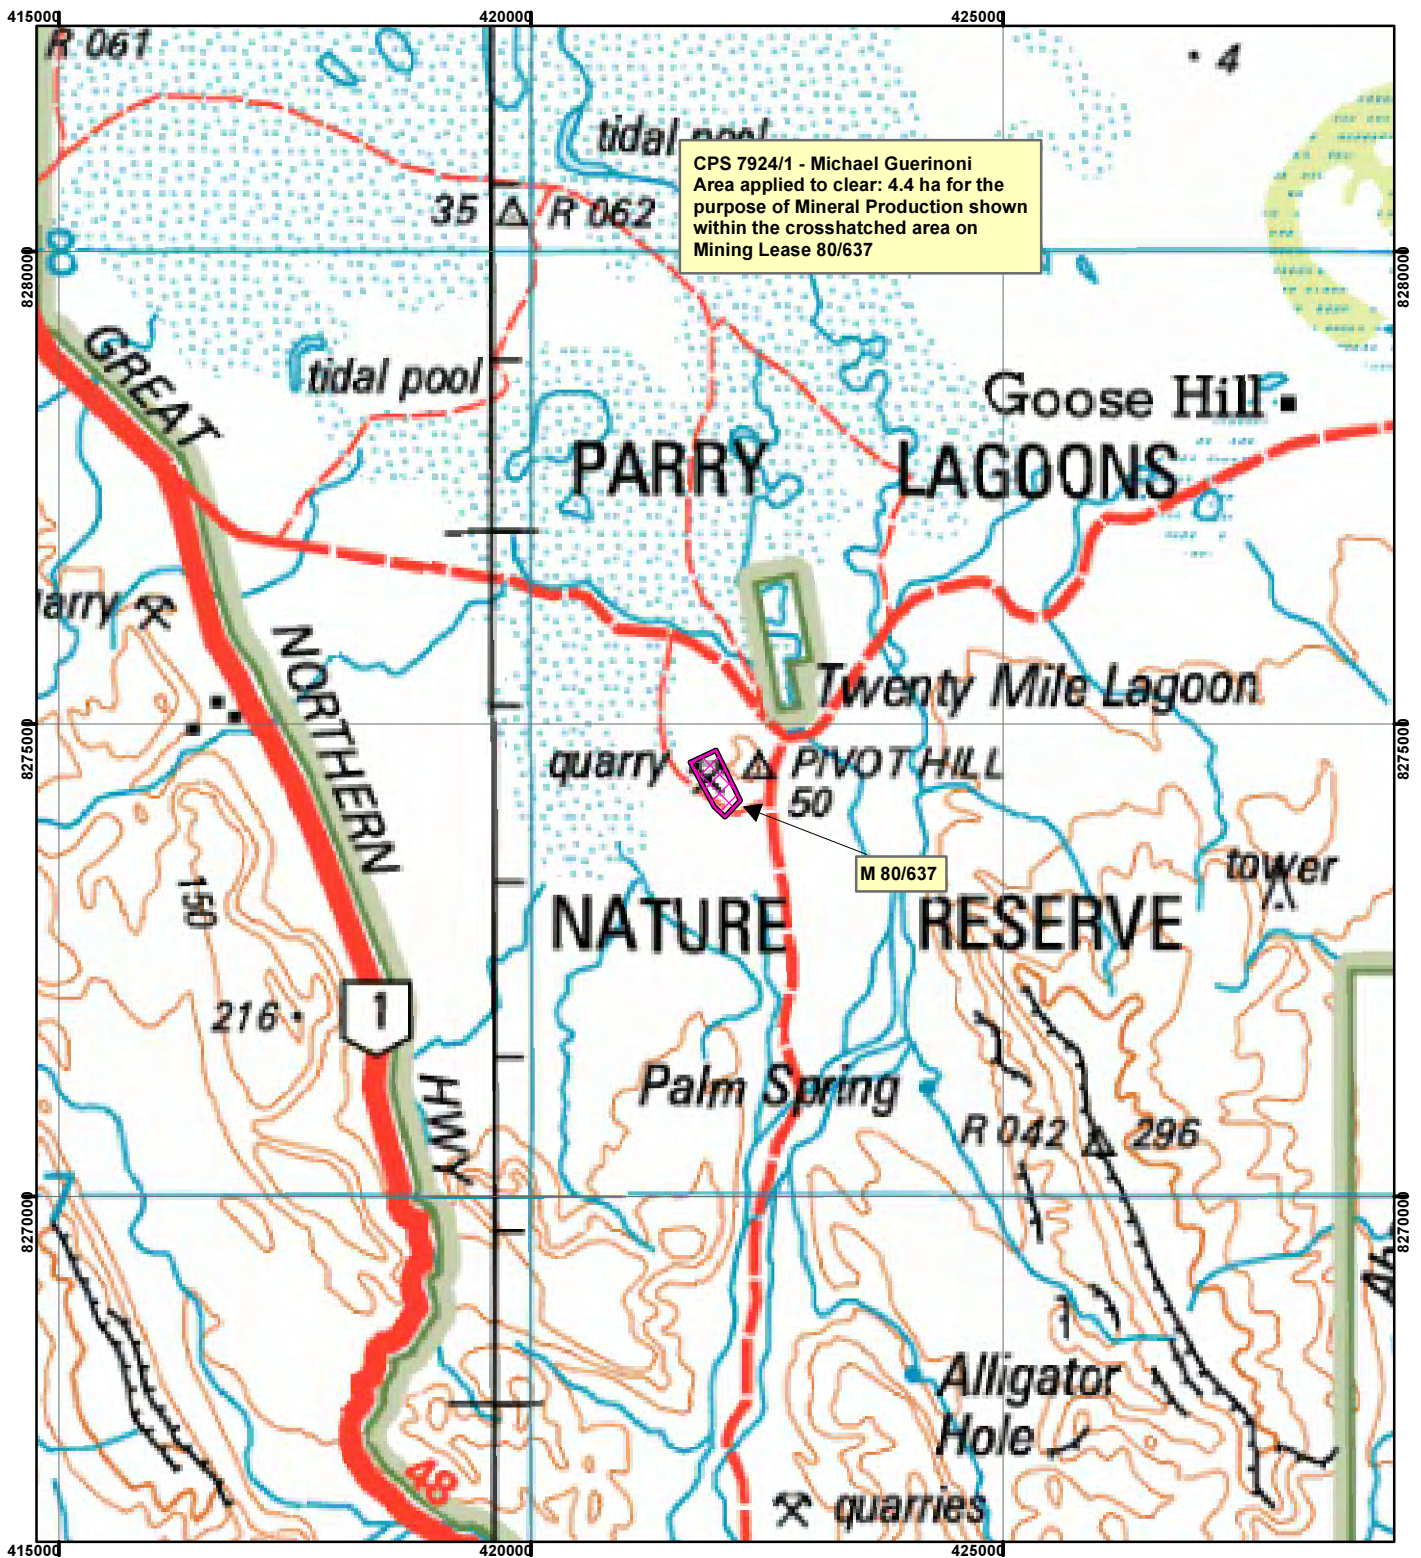 415000
420000
425000
R 061
4
tidal pool
CPS 7924/1 - Michael Guerinoni
Area applied to clear: 4.4 ha for the
purpose of Mineral Production shown
within the crosshatched area on
Mining Lease 80/637
35 R 062
8
8280000
8280000
GREAT
tidal pool
Goose Hill
PARRY LAGOONS
arry
NORTHERN
Twenty Mile Lagoon
8275000
8275000
quarry
PIVOT HILL
50
M 80/637
tower
150
NATURE RESERVE
216
1
HWY
Palm Spring
R 042 296
7
8270000
8270000
Alligator
Hole
48
quarries
415000
420000
425000